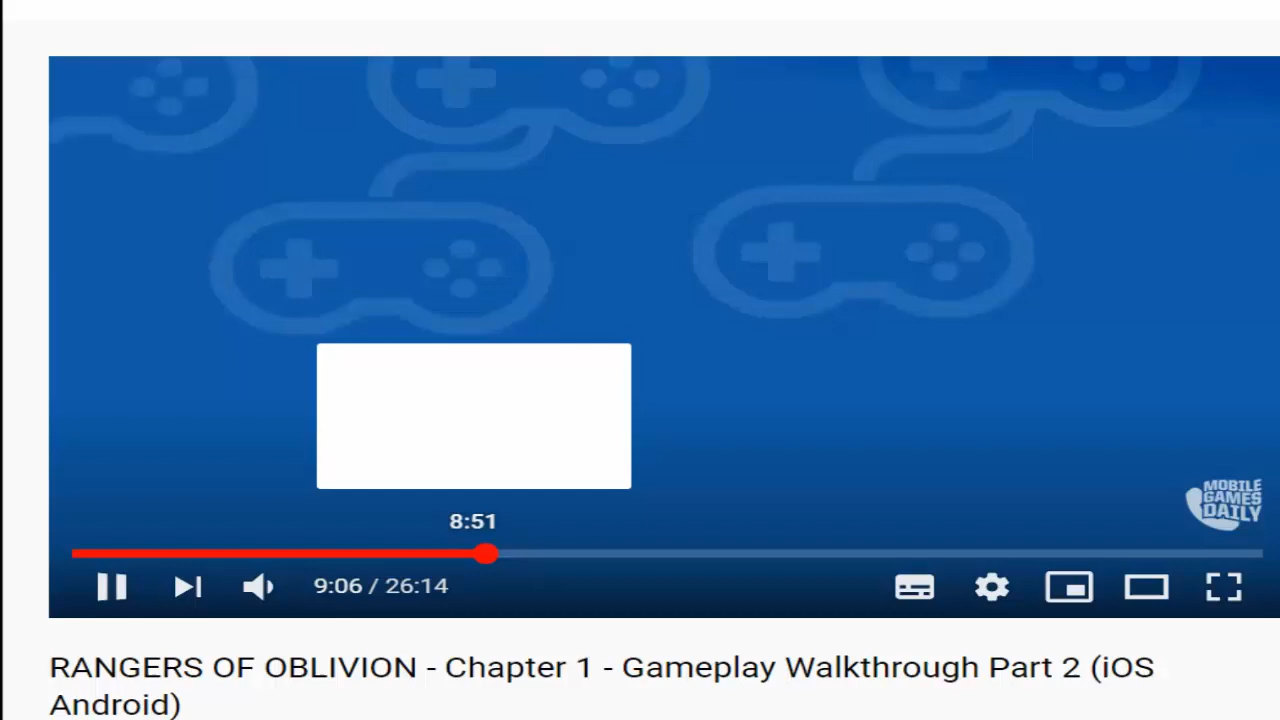 MOBILE
GAMES
DAILY
8:51
9:06 / 26:14
RANGERS OF OBLIVION - Chapter 1 - Gameplay Walkthrough Part 2 (iOS
Android)